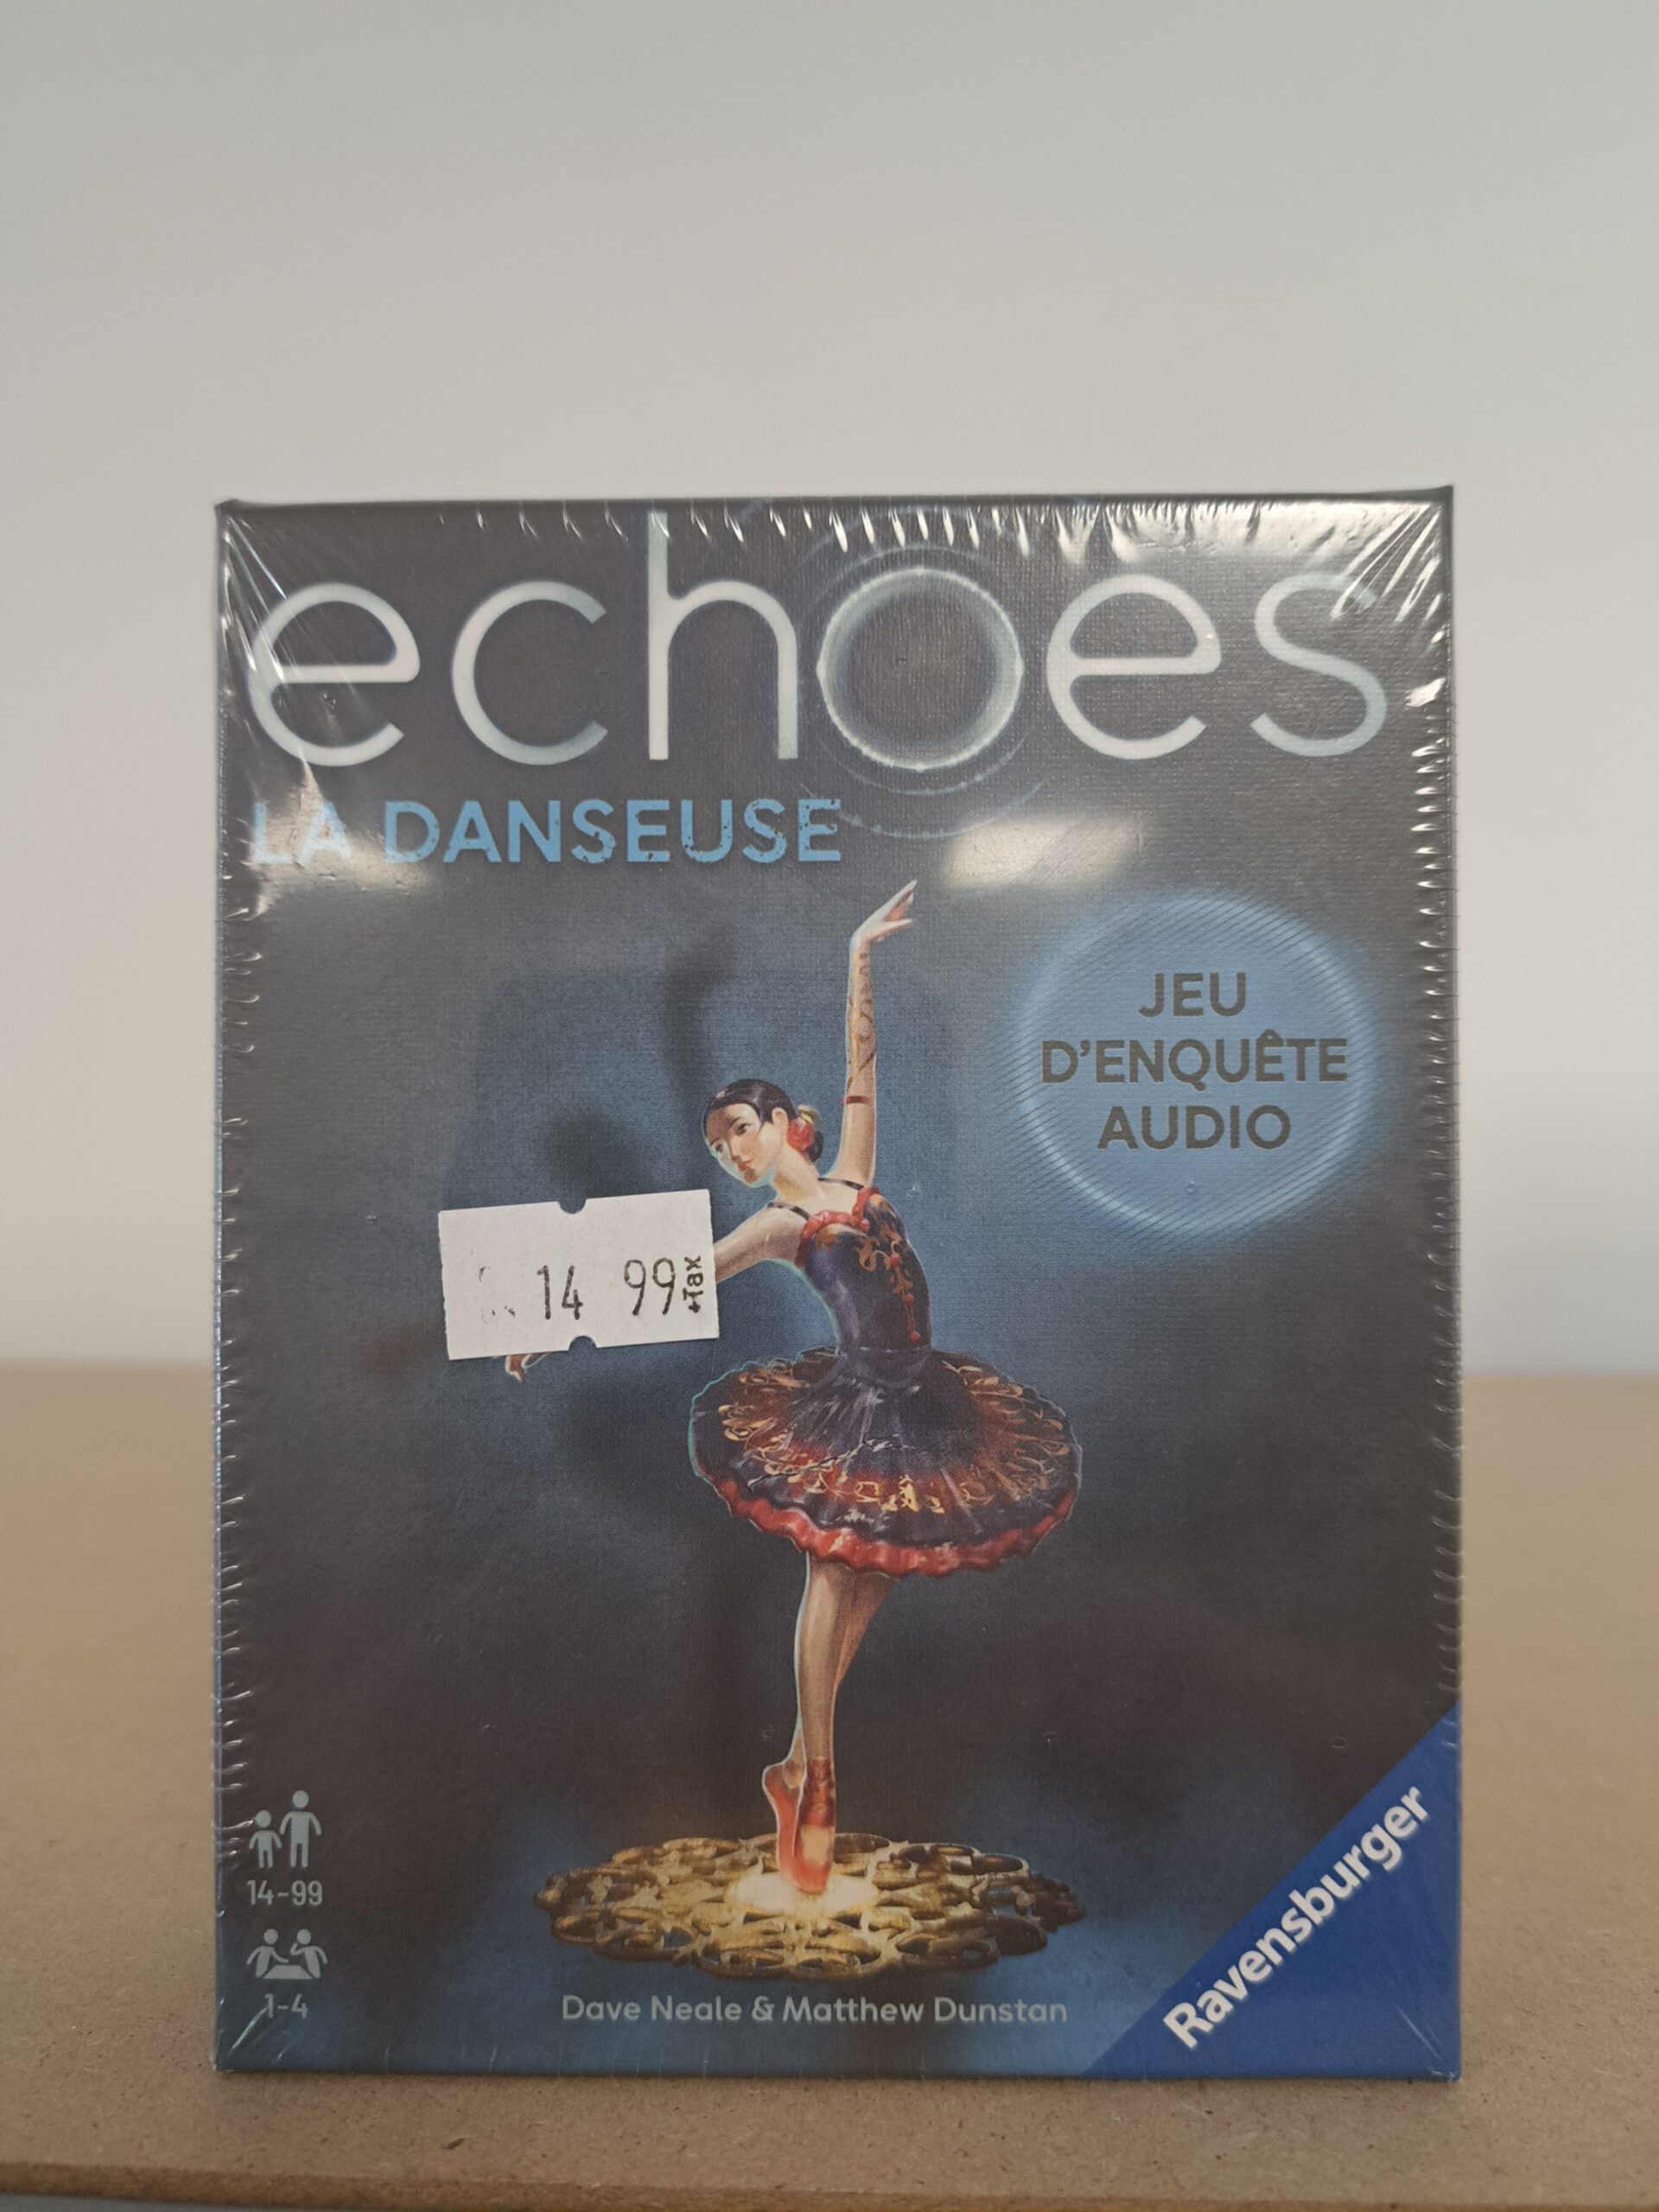 echoes
LA DANSEUSE
JEU
D'ENQUÊTE
AUDIO
14 99 +Tax
14-99
1-4
Dave Neale & Matthew Dunstan
Ravensburger